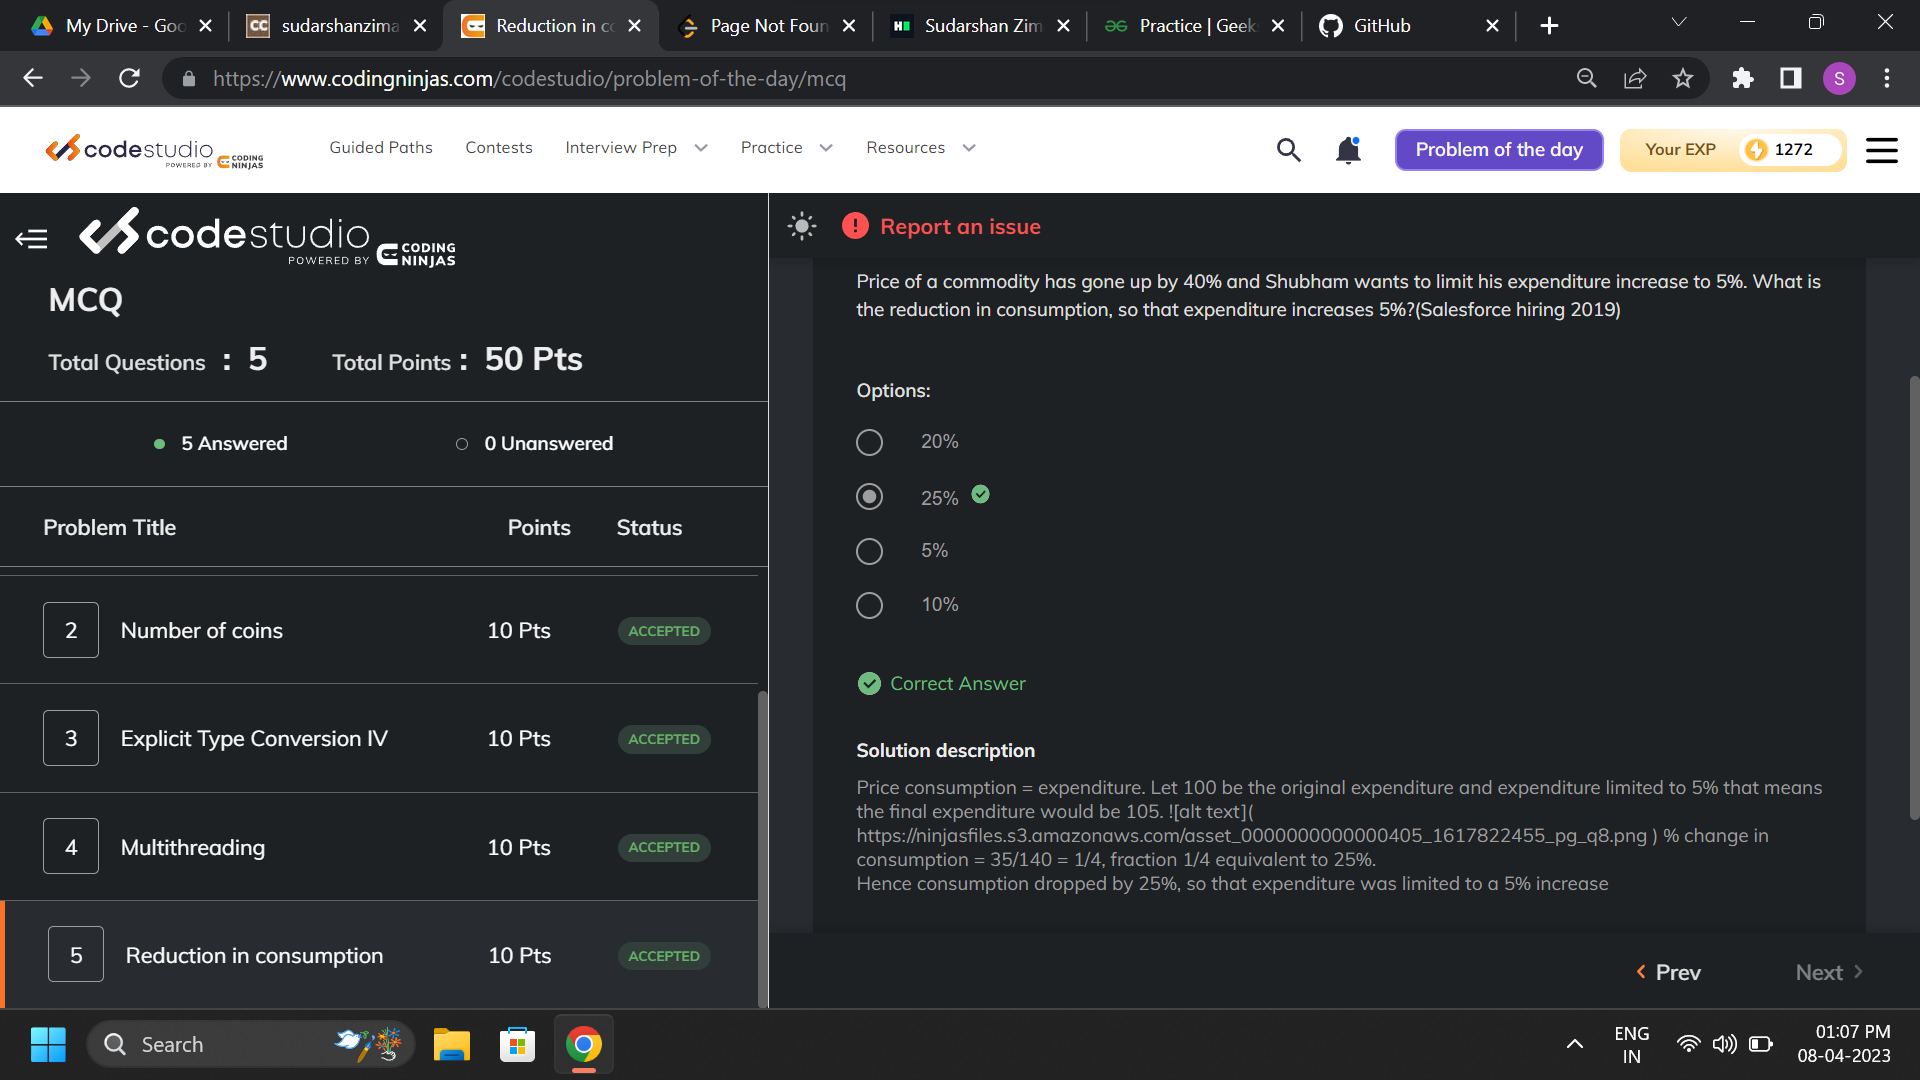 My Drive - Goo
sudarshanzima
Reduction in co
Page Not Foun
Sudarshan Zim
Practice | Geek
GitHub
https://www.codingninjas.com/codestudio/problem-of-the-day/mcq
S
codestudio
POWERED BY CODING NINJAS
Guided Paths
Contests
Interview Prep
Practice
Resources
Problem of the day
Your EXP
1272
codestudio
POWERED BY CODING NINJAS
MCQ
Total Questions : 5
Total Points : 50 Pts
5 Answered
0 Unanswered
Problem Title
Points
Status
2
Number of coins
10 Pts
ACCEPTED
3
Explicit Type Conversion IV
10 Pts
ACCEPTED
4
Multithreading
10 Pts
ACCEPTED
5
Reduction in consumption
10 Pts
ACCEPTED
Report an issue
Price of a commodity has gone up by 40% and Shubham wants to limit his expenditure increase to 5%. What is
the reduction in consumption, so that expenditure increases 5%?(Salesforce hiring 2019)
Options:
20%
25%
5%
10%
Correct Answer
Solution description
Price consumption = expenditure. Let 100 be the original expenditure and expenditure limited to 5% that means
the final expenditure would be 105. ![alt text](
https://ninjasfiles.s3.amazonaws.com/asset_0000000000000405_1617822455_pg_q8.png ) % change in
consumption = 35/140 = 1/4, fraction 1/4 equivalent to 25%.
Hence consumption dropped by 25%, so that expenditure was limited to a 5% increase
Prev
Next
Search
ENG
IN
01:07 PM
08-04-2023